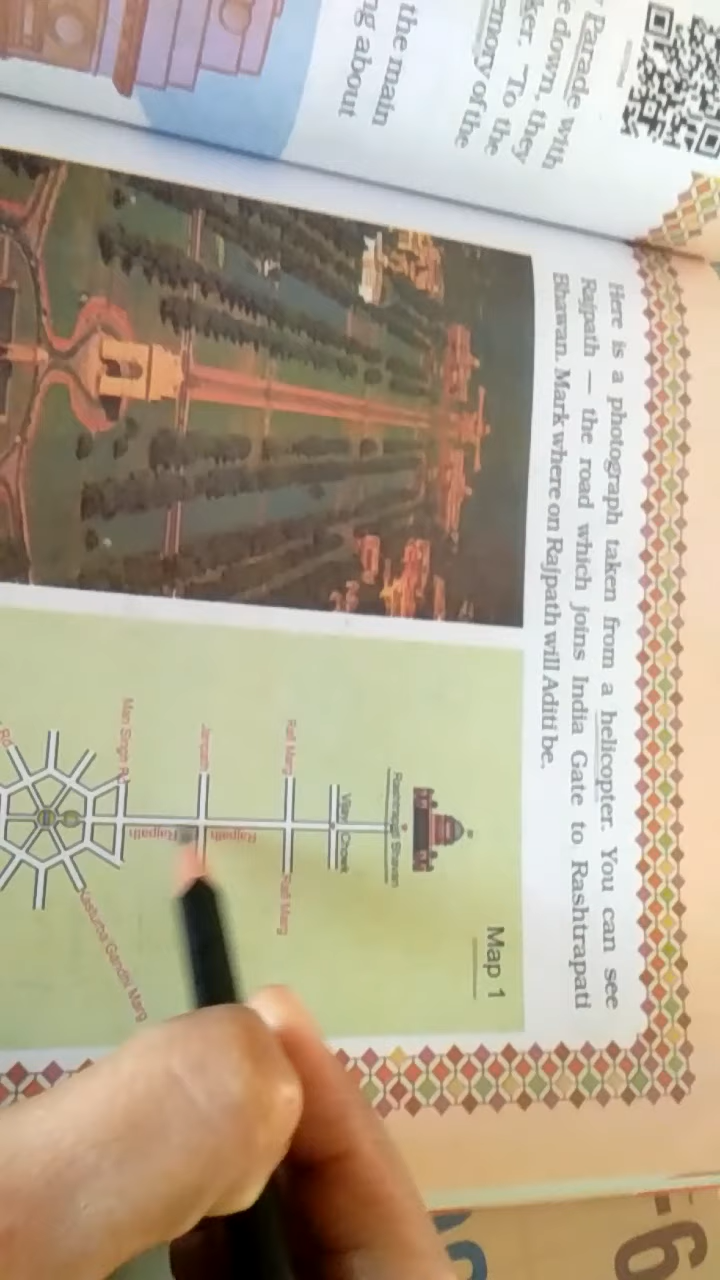 Parade with
e down, they
ker. To the
emory of the
the main
ng about
Here is a photograph taken from a helicopter. You can see
Rajpath — the road which joins India Gate to Rashtrapati
Bhawan. Mark where on Rajpath will Aditi be.
Map 1
Rashtrapati Bhavan
Vijay Chowk
Rafi Marg
Rafi Marg
Janpath
Rajpath
Rajpath
Man Singh R
Kasturba Gandhi Marg
Rd
-6